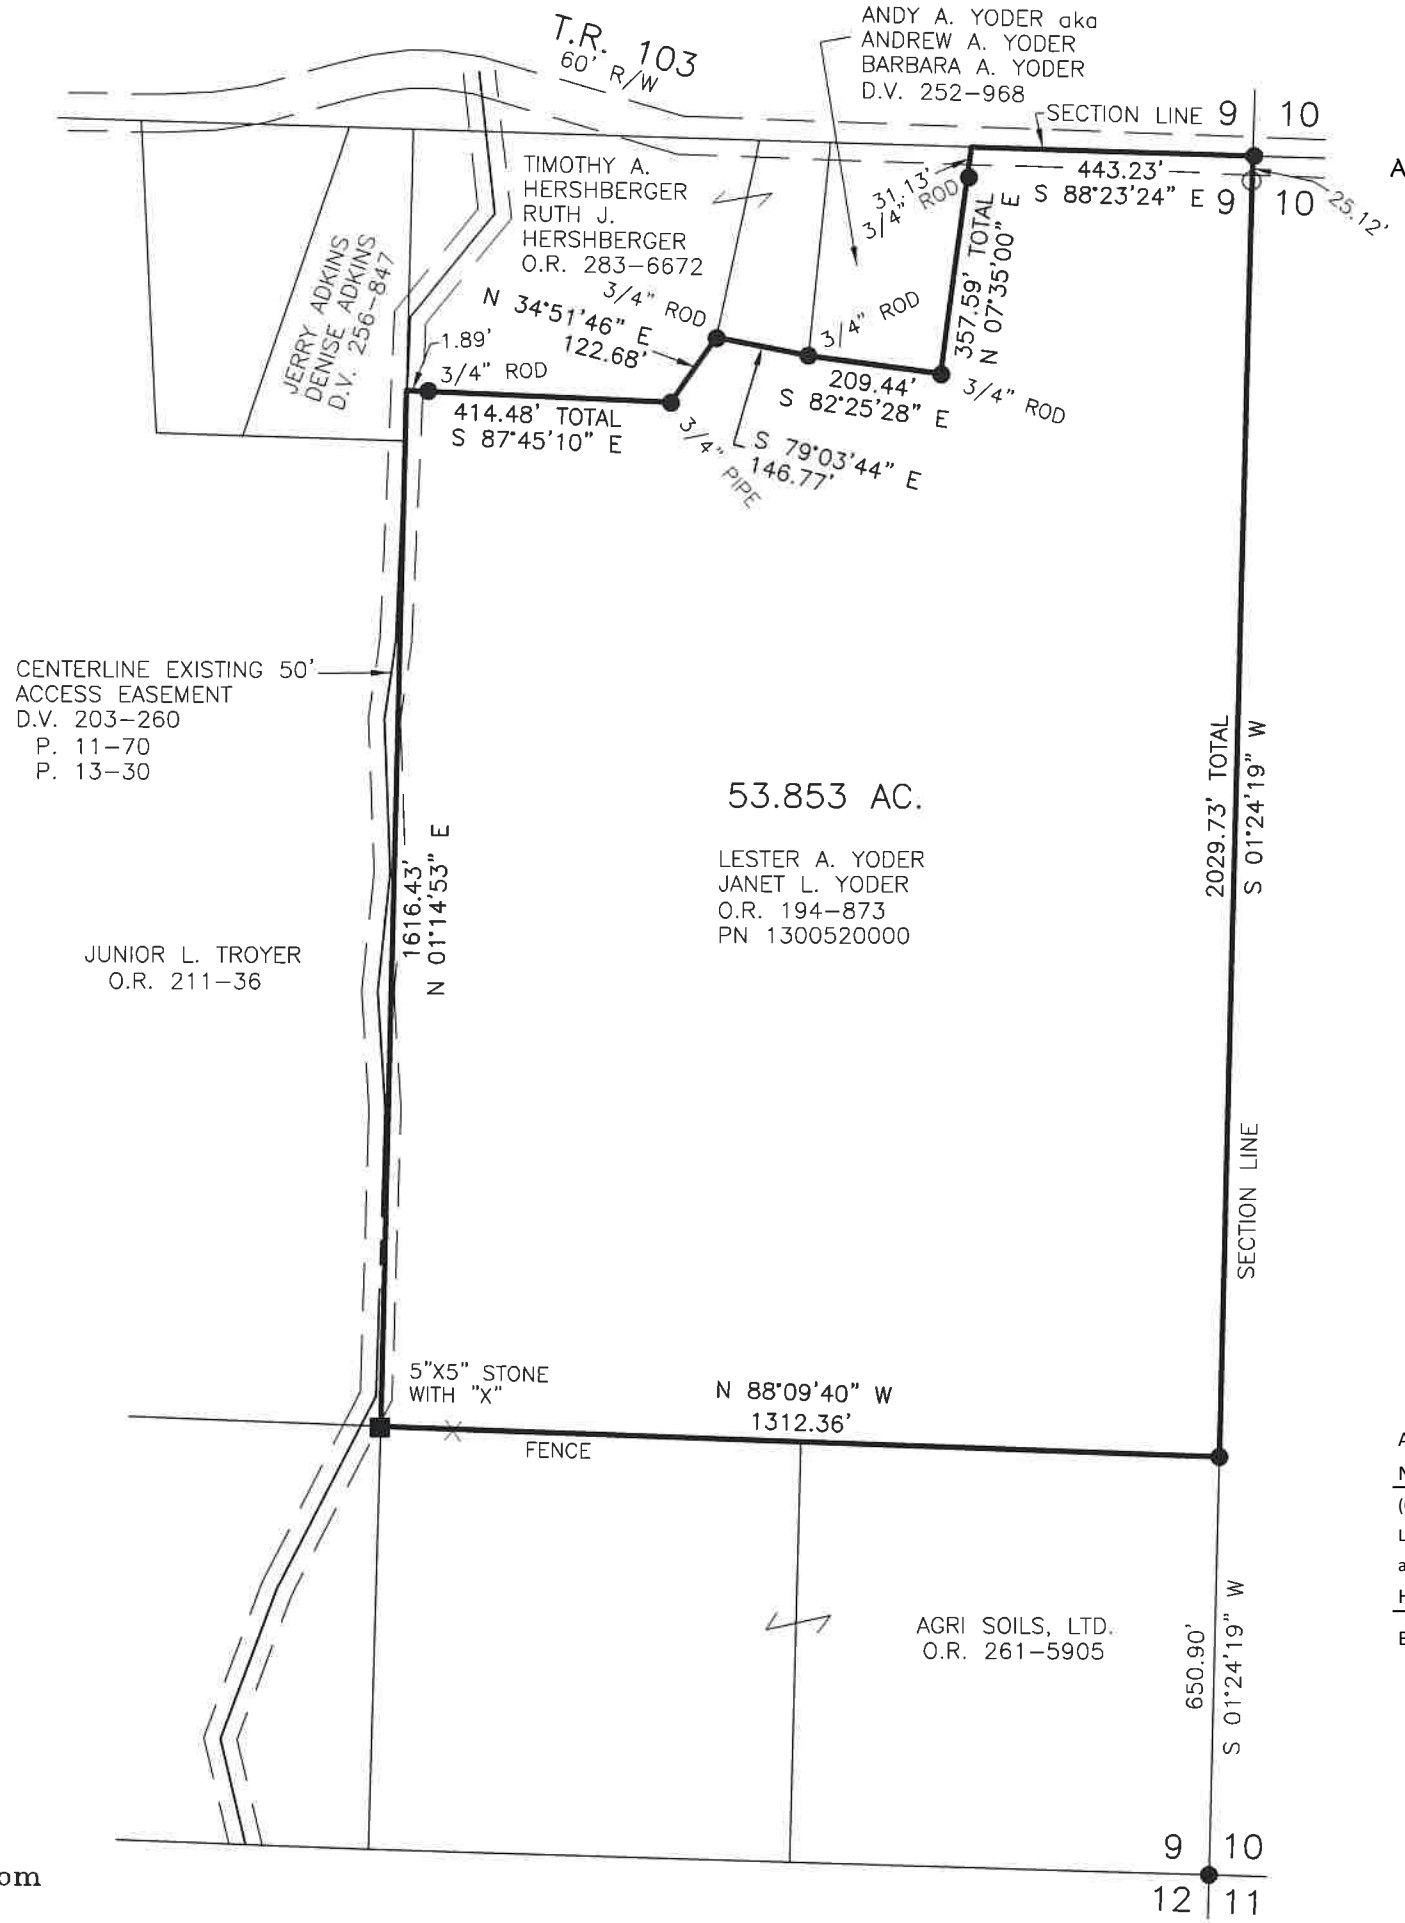 T.R. 103
60' R/W
ANDY A. YODER aka
ANDREW A. YODER
BARBARA A. YODER
D.V. 252-968
SECTION LINE
9 10
443.23'
S 88°23'24" E
9 10
25.12'
A
31.13'
3/4" ROD
357.59' TOTAL
N 07°35'00" E
TIMOTHY A.
HERSHBERGER
RUTH J.
HERSHBERGER
O.R. 283-6672
JERRY ADKINS
DENISE ADKINS
D.V. 256-847
3/4" ROD
N 34°51'46" E
122.68'
1.89'
3/4" ROD
414.48' TOTAL
S 87°45'10" E
3/4" PIPE
3/4" ROD
209.44'
S 82°25'28" E
3/4" ROD
S 79°03'44" E
146.77'
CENTERLINE EXISTING 50'
ACCESS EASEMENT
D.V. 203-260
P. 11-70
P. 13-30
53.853 AC.
LESTER A. YODER
JANET L. YODER
O.R. 194-873
PN 1300520000
1616.43'
N 01°14'53" E
2029.73' TOTAL
S 01°24'19" W
JUNIOR L. TROYER
O.R. 211-36
SECTION LINE
5"X5" STONE
WITH "X"
N 88°09'40" W
1312.36'
FENCE
AGRI SOILS, LTD.
O.R. 261-5905
650.90'
S 01°24'19" W
9 10
12 11
om